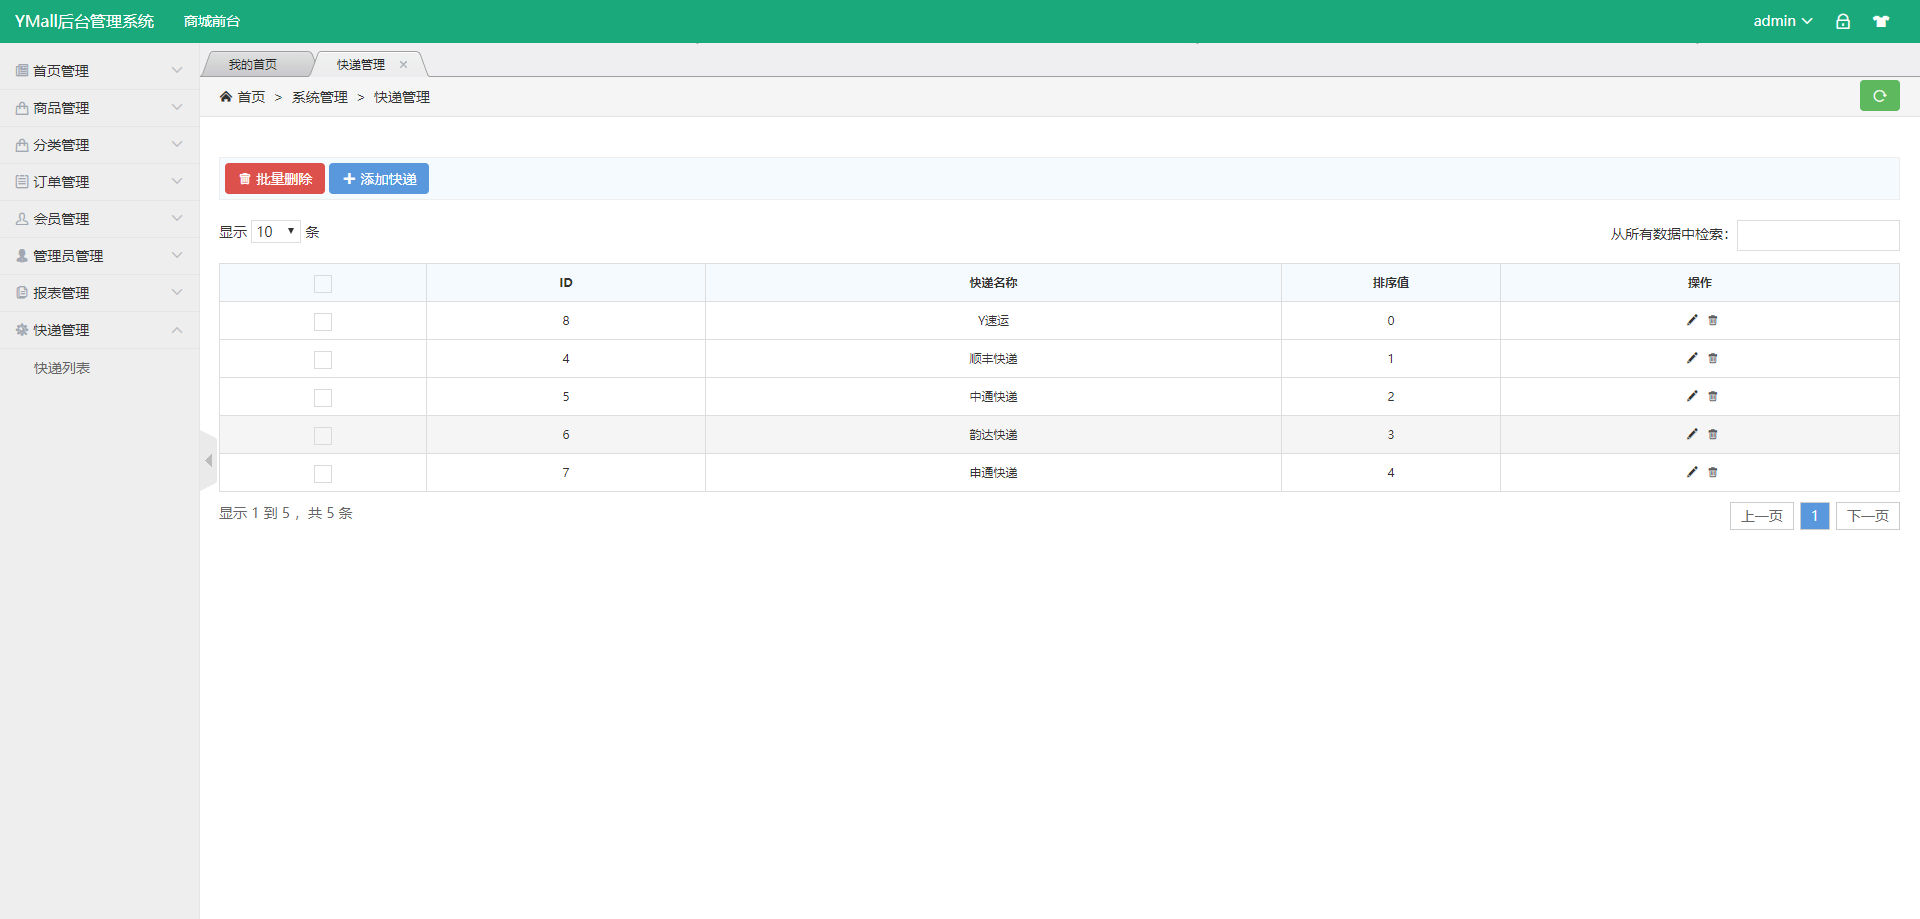 YMall后台管理系统 商城前台 admin
首页管理
商品管理
分类管理
订单管理
会员管理
管理员管理
报表管理
快递管理
快递列表
我的首页 快递管理
首页 > 系统管理 > 快递管理
批量删除 添加快递
显示 10 条 从所有数据中检索：
ID 快递名称 排序值 操作
8 Y速运 0
4 顺丰快递 1
5 中通快递 2
6 韵达快递 3
7 申通快递 4
显示 1 到 5 ，共 5 条 上一页 1 下一页